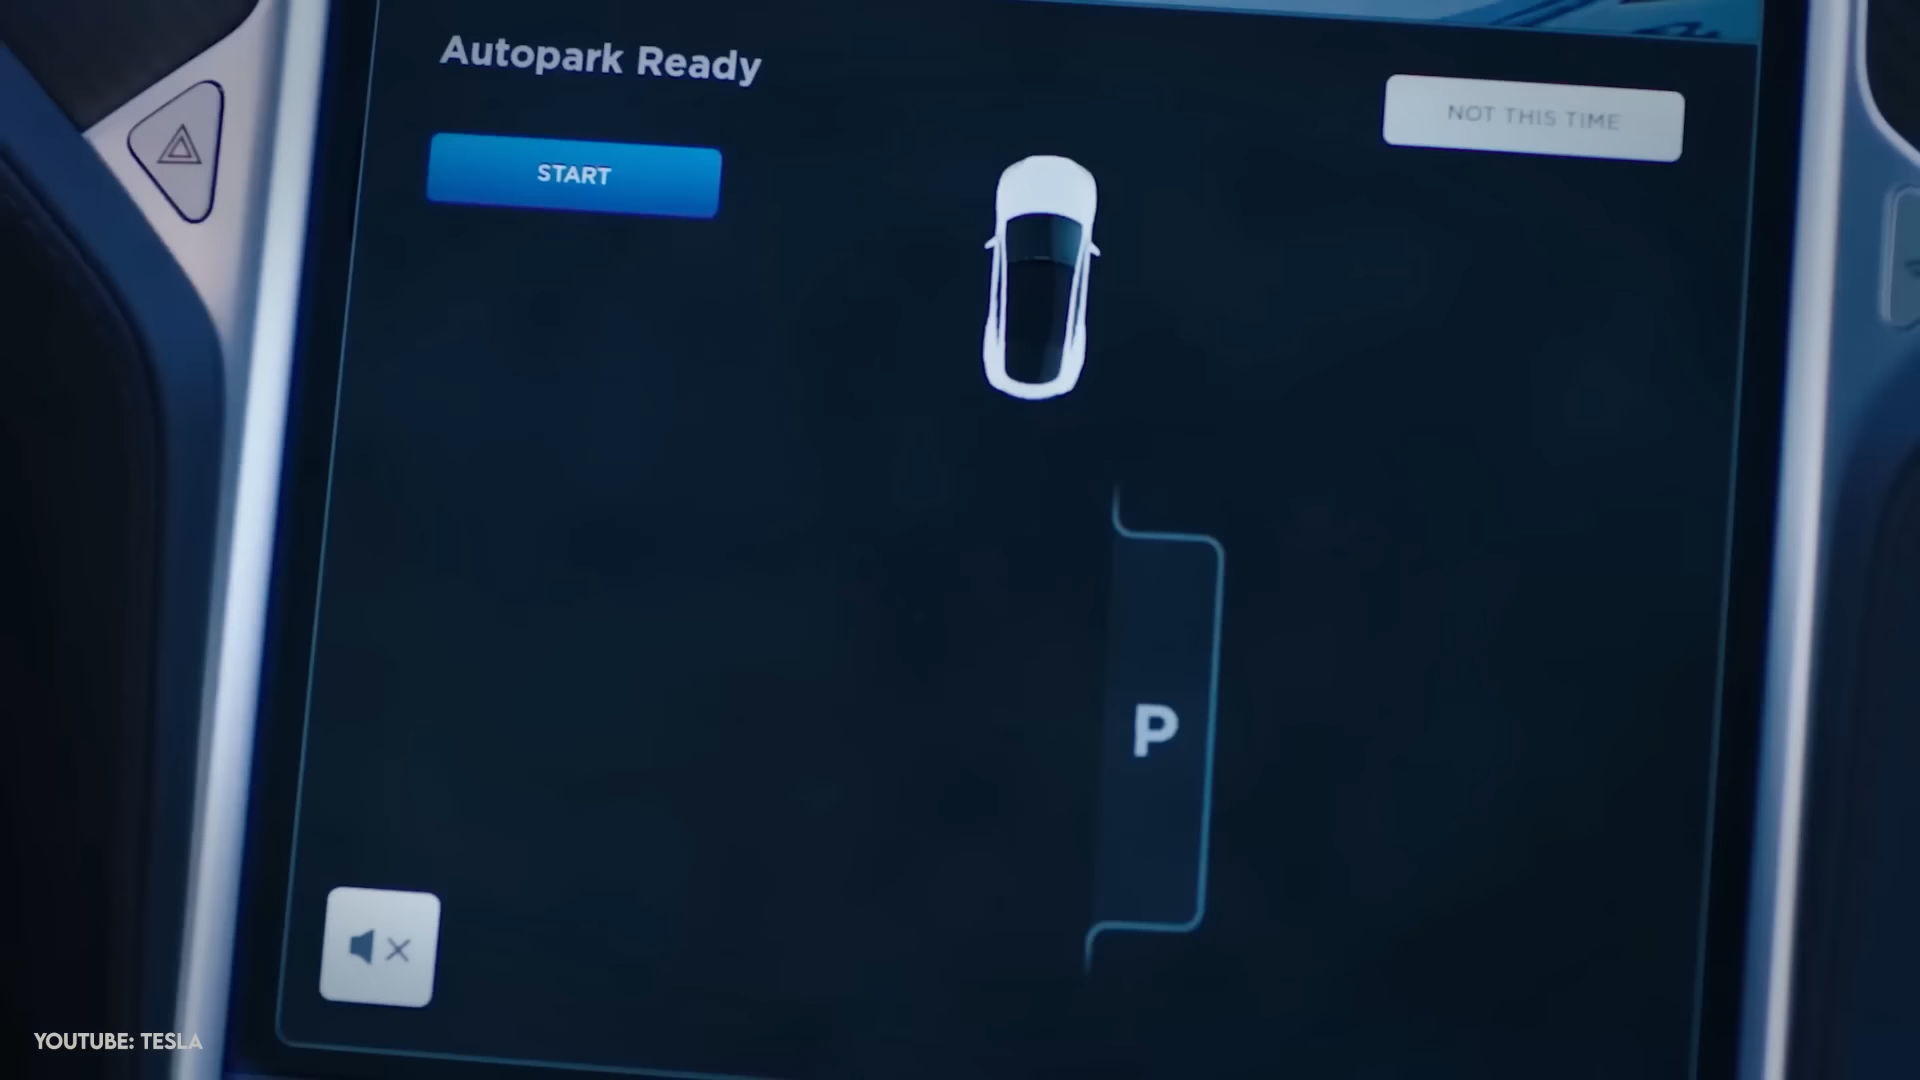 Autopark Ready
NOT THIS TIME
START
P
YOUTUBE: TESLA